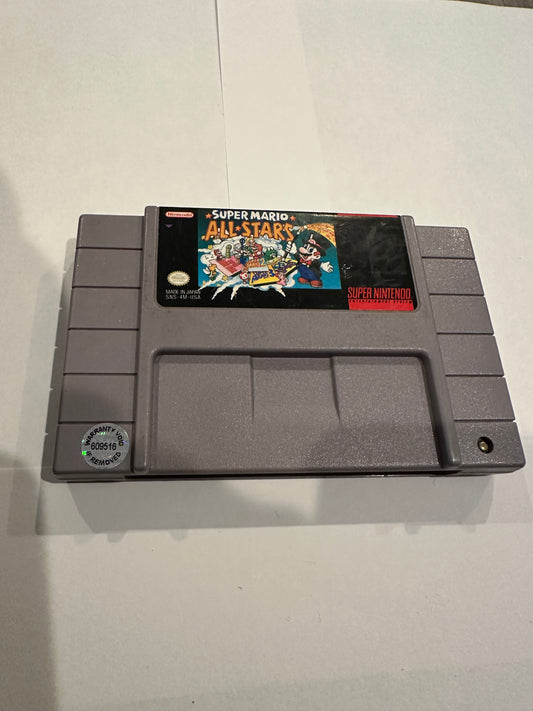 Nintendo
SUPER MARIO
ALL★STARS
MADE IN JAPAN
SNS-4M-USA
SUPER NINTENDO
ENTERTAINMENT SYSTEM
WARRANTY VOID
609516
IF REMOVED